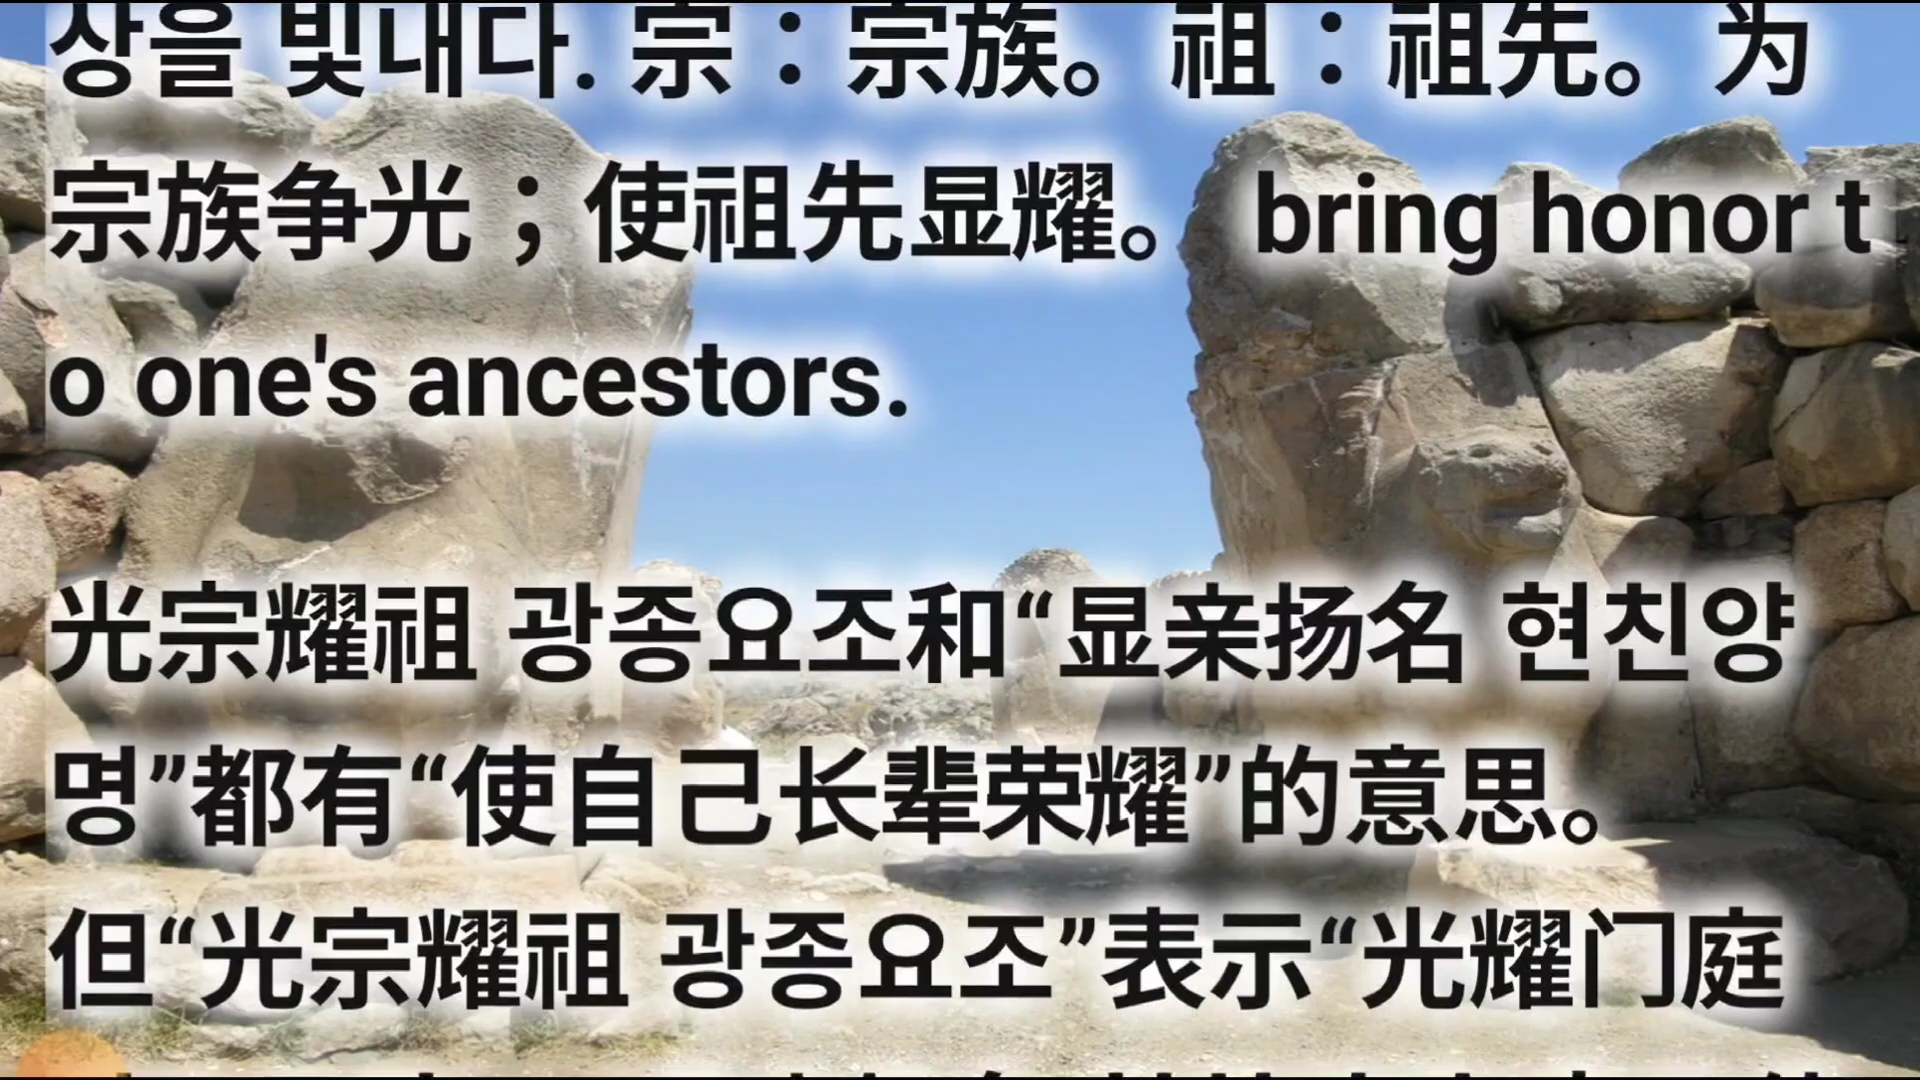 상을 빛내다. 宗：宗族。祖：祖先。为
宗族争光；使祖先显耀。 bring honor t
o one's ancestors.
光宗耀祖 광종요조和“显亲扬名 현친양
명”都有“使自己长辈荣耀”的意思。
但“光宗耀祖 광종요조”表示“光耀门庭